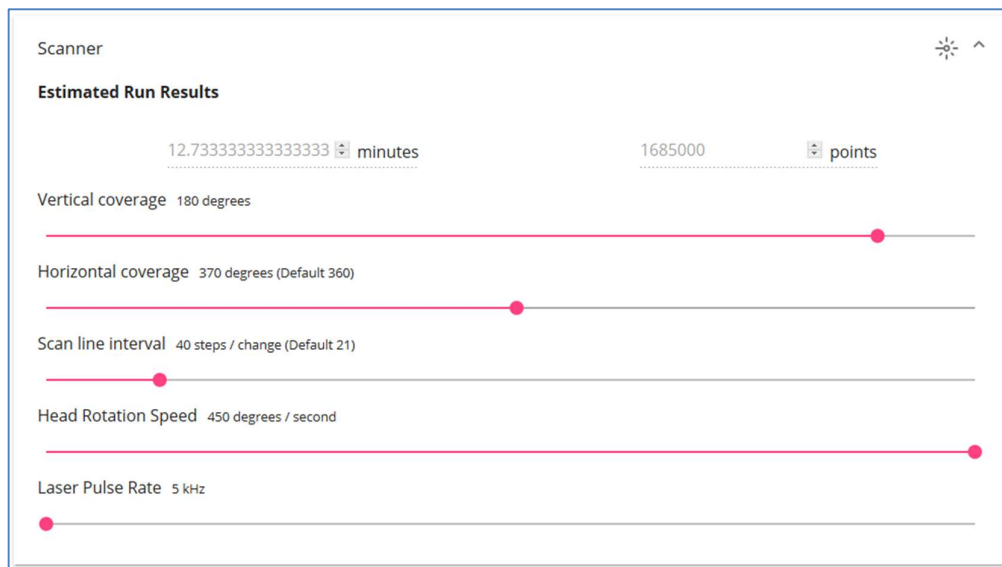 Scanner
Estimated Run Results
12.733333333333333 minutes 1685000 points
Vertical coverage 180 degrees
Horizontal coverage 370 degrees (Default 360)
Scan line interval 40 steps / change (Default 21)
Head Rotation Speed 450 degrees / second
Laser Pulse Rate 5 kHz